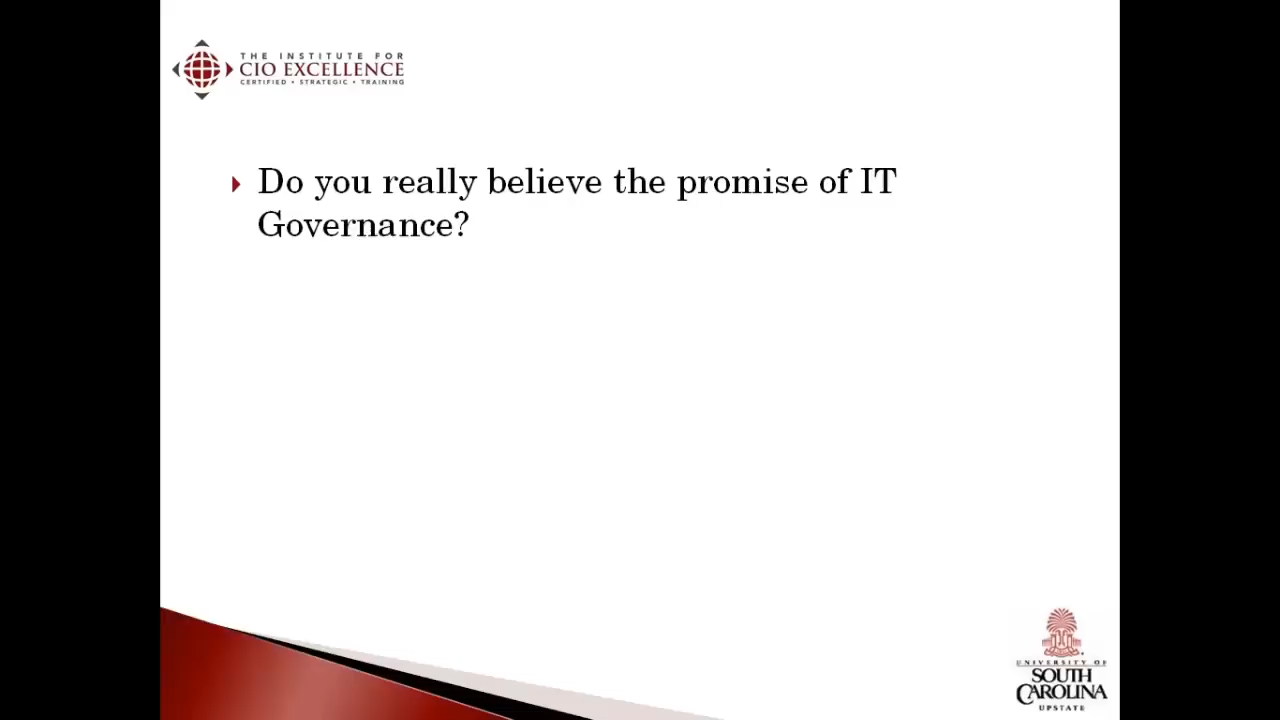 THE INSTITUTE FOR
CIO EXCELLENCE
CERTIFIED • STRATEGIC • TRAINING
Do you really believe the promise of IT
Governance?
UNIVERSITY OF
SOUTH
CAROLINA
UPSTATE